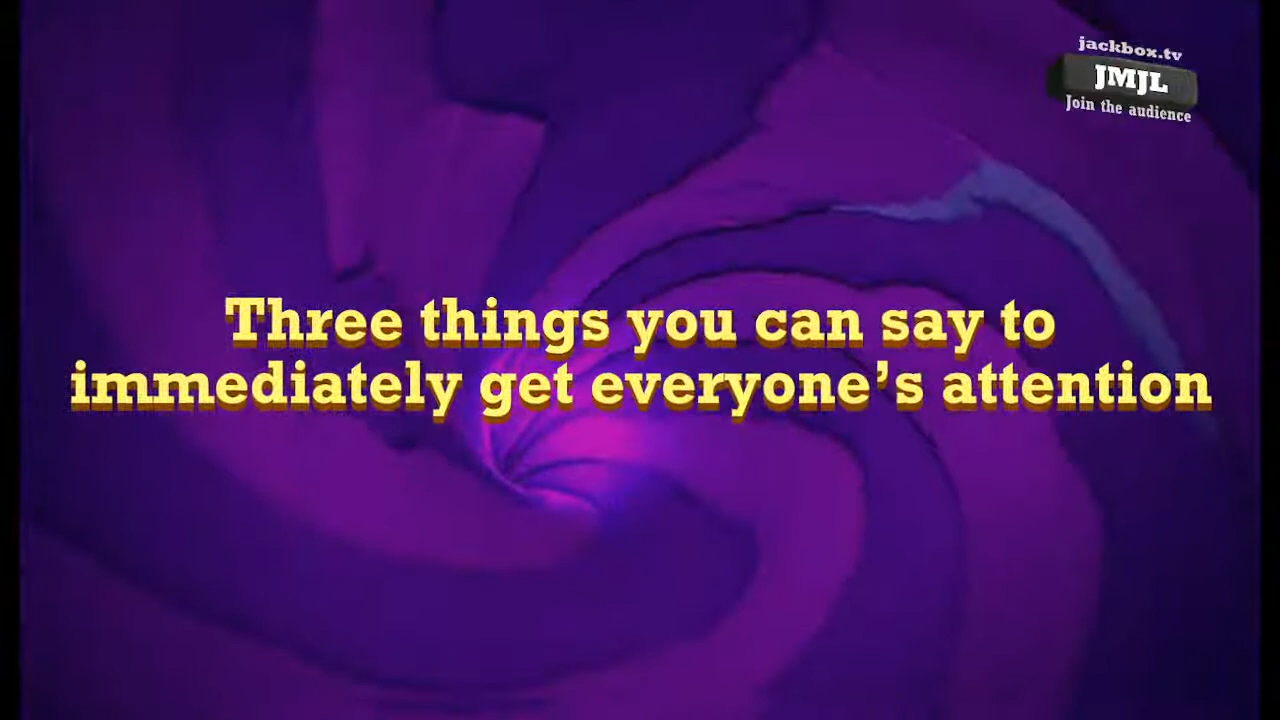 jackbox.tv
JMJL
Join the audience
Three things you can say to
immediately get everyone’s attention